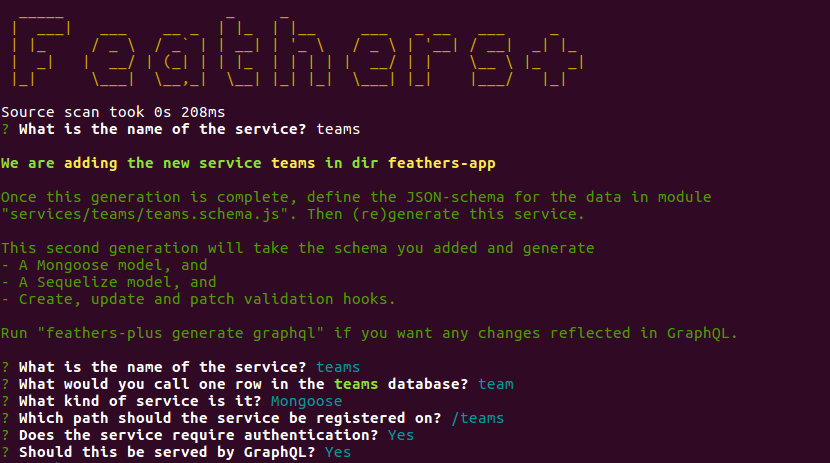 Feathers+
Source scan took 0s 208ms
? What is the name of the service? teams
We are adding the new service teams in dir feathers-app
Once this generation is complete, define the JSON-schema for the data in module
"services/teams/teams.schema.js". Then (re)generate this service.
This second generation will take the schema you added and generate
- A Mongoose model, and
- A Sequelize model, and
- Create, update and patch validation hooks.
Run "feathers-plus generate graphql" if you want any changes reflected in GraphQL.
? What is the name of the service? teams
? What would you call one row in the teams database? team
? What kind of service is it? Mongoose
? Which path should the service be registered on? /teams
? Does the service require authentication? Yes
? Should this be served by GraphQL? Yes